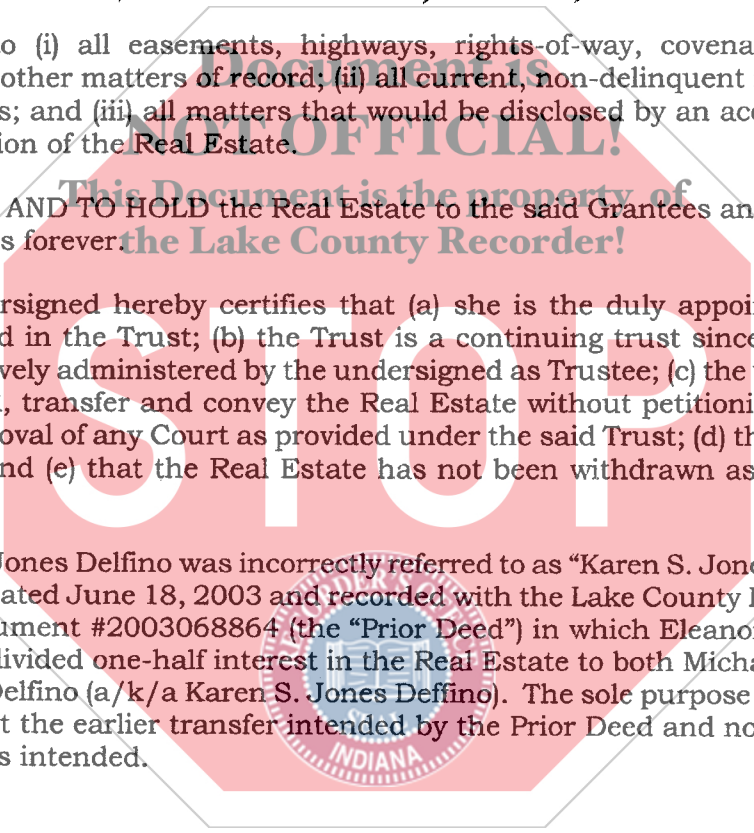 o (i) all easements, highways, rights-of-way, covena
other matters of record; (ii) all current, non-delinquent
Document is
s; and (iii) all matters that would be disclosed by an acc
ion of the Real Estate.
NOT OFFICIAL!
This Document is the property of
AND TO HOLD the Real Estate to the said Grantees an
s forever.
the Lake County Recorder!
rsigned hereby certifies that (a) she is the duly appoi
d in the Trust; (b) the Trust is a continuing trust since
vely administered by the undersigned as Trustee; (c) the
, transfer and convey the Real Estate without petitioni
oval of any Court as provided under the said Trust; (d) th
nd (e) that the Real Estate has not been withdrawn as
STOP
Jones Delfino was incorrectly referred to as “Karen S. Jone
ated June 18, 2003 and recorded with the Lake County
ument #2003068864 (the “Prior Deed”) in which Eleano
divided one-half interest in the Real Estate to both Micha
Delfino (a/k/a Karen S. Jones Deffino). The sole purpose
t the earlier transfer intended by the Prior Deed and no
s intended.
RECORDER'S OFFICE
SEAL
INDIANA